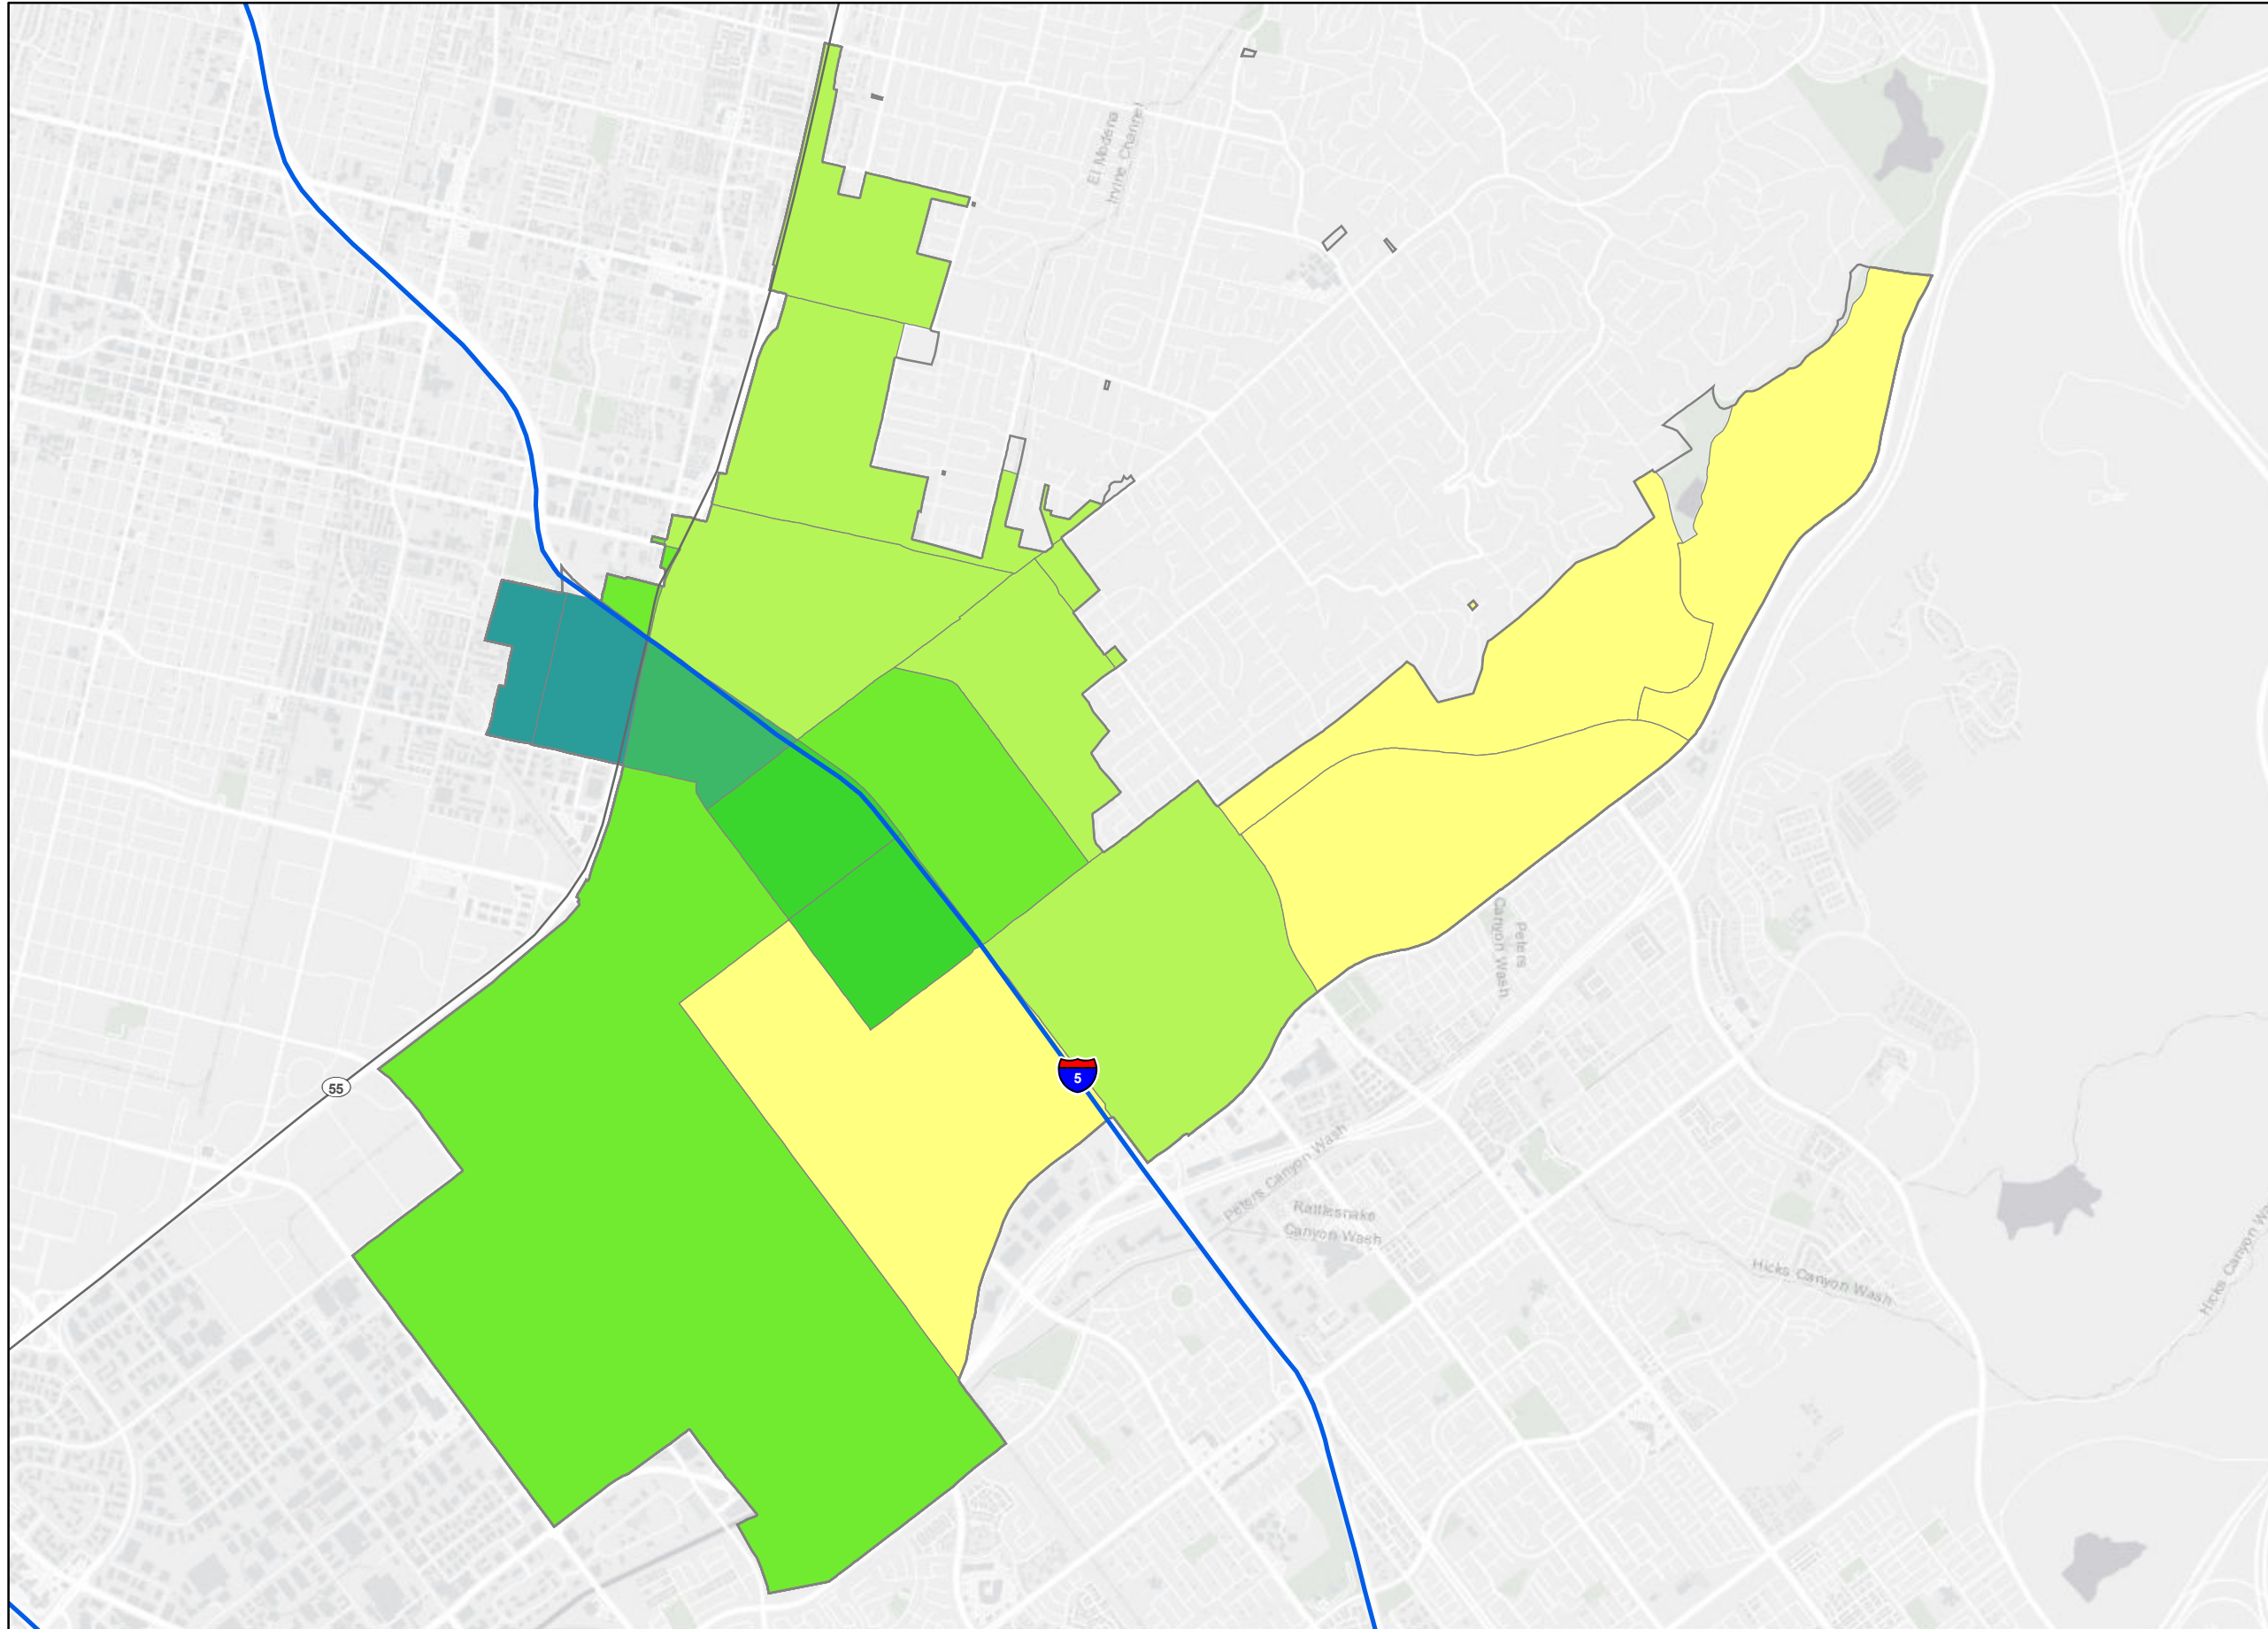 El Modena
Irvine Channel
Peters
Canyon Wash
55
5
Peters Canyon Wash
Rattlesnake
Canyon Wash
Hicks Canyon Wash
Hicks Canyon Wa